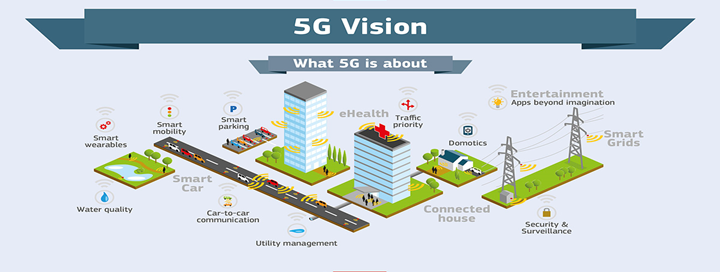 5G Vision
What 5G is about
Smart
wearables
Smart
mobility
Smart
parking
P
eHealth
Traffic
priority
Domotics
Entertainment
Apps beyond imagination
Smart
Grids
Smart
Car
Water quality
Car-to-car
communication
Utility management
Connected
house
Security &
Surveillance